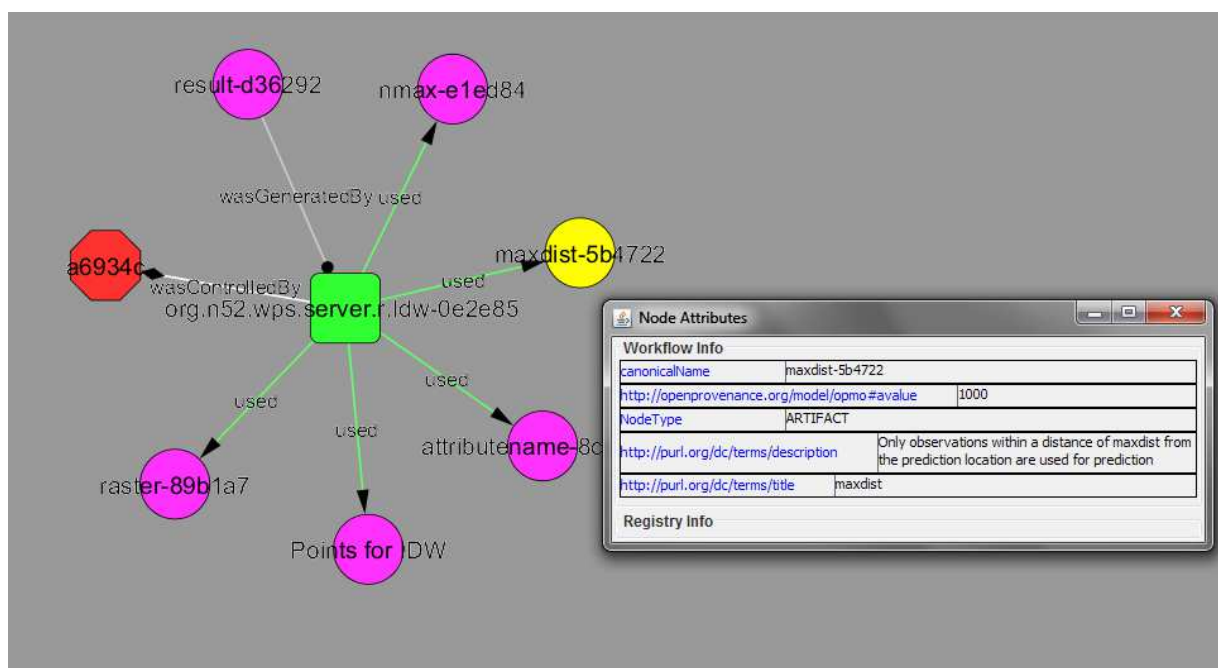 result-d36292
nmax-e1ed84
wasGeneratedBy
used
a6934c
maxdist-5b4722
wasControlledBy
used
org.n52.wps.server.r.Idw-0e2e85
used
used
used
attributename-8c
raster-89b1a7
Points for IDW
Node Attributes
Workflow Info
canonicalName maxdist-5b4722
http://openprovenance.org/model/opmo#avalue 1000
NodeType ARTIFACT
http://purl.org/dc/terms/description Only observations within a distance of maxdist from
the prediction location are used for prediction
http://purl.org/dc/terms/title maxdist
Registry Info